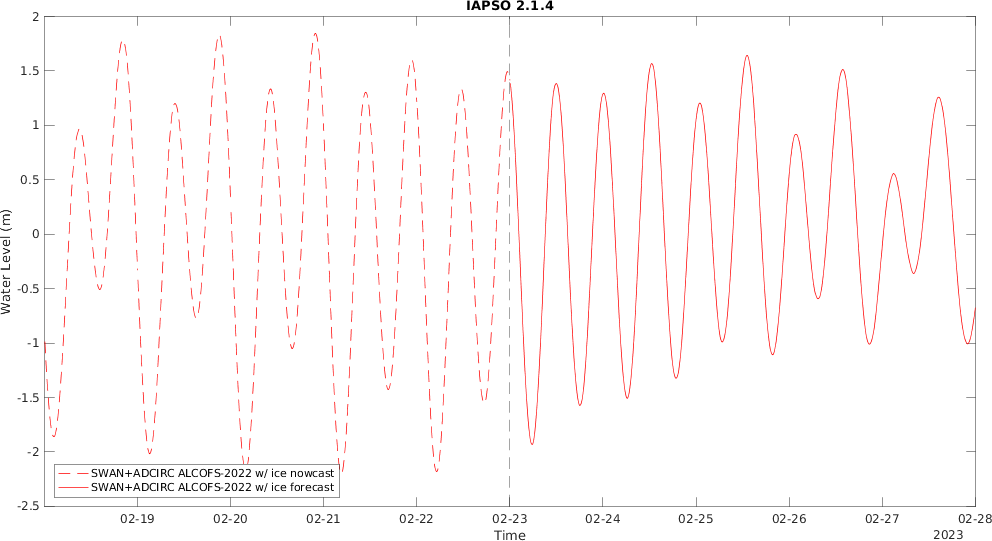 IAPSO 2.1.4
2
1.5
1
0.5
0
-0.5
-1
-1.5
-2
-2.5
Water Level (m)
SWAN+ADCIRC ALCOFS-2022 w/ ice nowcast
SWAN+ADCIRC ALCOFS-2022 w/ ice forecast
02-19 02-20 02-21 02-22 02-23 02-24 02-25 02-26 02-27 02-28
Time
2023